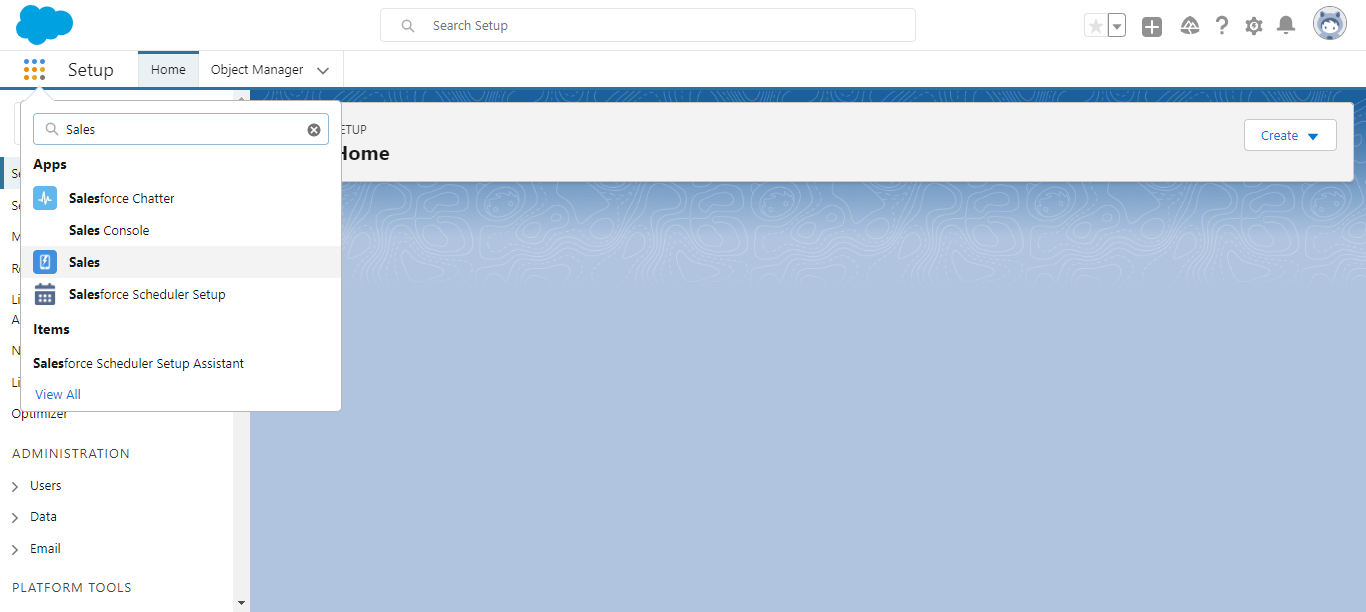 Search Setup
Setup
Home
Object Manager
Sales
Apps
Salesforce Chatter
Sales Console
Sales
Salesforce Scheduler Setup
Items
Salesforce Scheduler Setup Assistant
View All
ETUP
Home
Create
Optimizer
ADMINISTRATION
Users
Data
Email
PLATFORM TOOLS